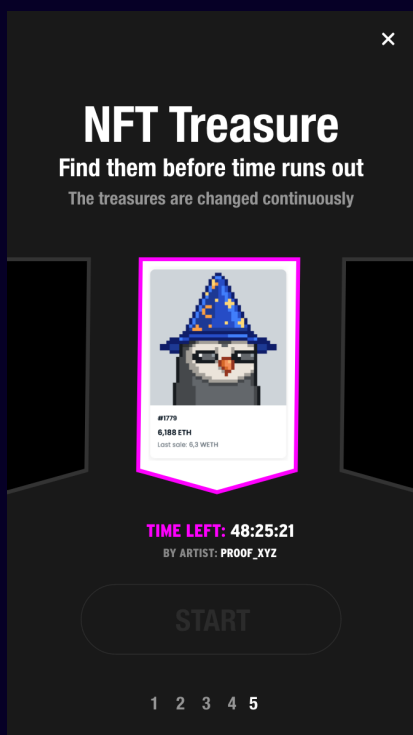 ×
NFT Treasure
Find them before time runs out
The treasures are changed continuously
#1779
6,188 ETH
Last sale: 6,3 WETH
TIME LEFT: 48:25:21
BY ARTIST: PROOF_XYZ
START
1 2 3 4 5